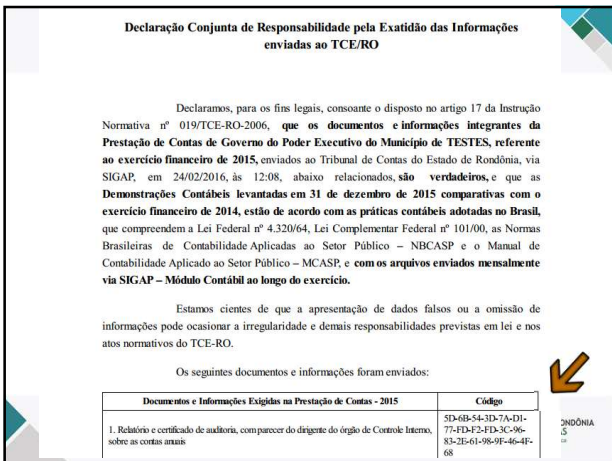 Declaração Conjunta de Responsabilidade pela Exatidão das Informações
enviadas ao TCE/RO
Declaramos, para os fins legais, consoante o disposto no artigo 17 da Instrução
Normativa nº 019/TCE-RO-2006, que os documentos e informações integrantes da
Prestação de Contas de Governo do Poder Executivo do Município de TESTES, referente
ao exercício financeiro de 2015, enviados ao Tribunal de Contas do Estado de Rondônia, via
SIGAP, em 24/02/2016, às 12:08, abaixo relacionados, são verdadeiros, e que as
Demonstrações Contábeis levantadas em 31 de dezembro de 2015 comparativas com o
exercício financeiro de 2014, estão de acordo com as práticas contábeis adotadas no Brasil,
que compreendem a Lei Federal nº 4.320/64, Lei Complementar Federal nº 101/00, as Normas
Brasileiras de Contabilidade Aplicadas ao Setor Público – NBCASP e o Manual de
Contabilidade Aplicado ao Setor Público – MCASP, e com os arquivos enviados mensalmente
via SIGAP – Módulo Contábil ao longo do exercício.
Estamos cientes de que a apresentação de dados falsos ou a omissão de
informações pode ocasionar a irregularidade e demais responsabilidades previstas em lei e nos
atos normativos do TCE-RO.
Os seguintes documentos e informações foram enviados:
Documentos e Informações Exigidas na Prestação de Contas - 2015
Código
1. Relatório e certificado de auditoria, com parecer do dirigente do órgão de Controle Interno,
sobre as contas anuais
5D-6B-54-3D-7A-D1-
77-FD-F2-FD-3C-96-
83-2E-61-98-9F-46-4F-
68
ONDÔNIA